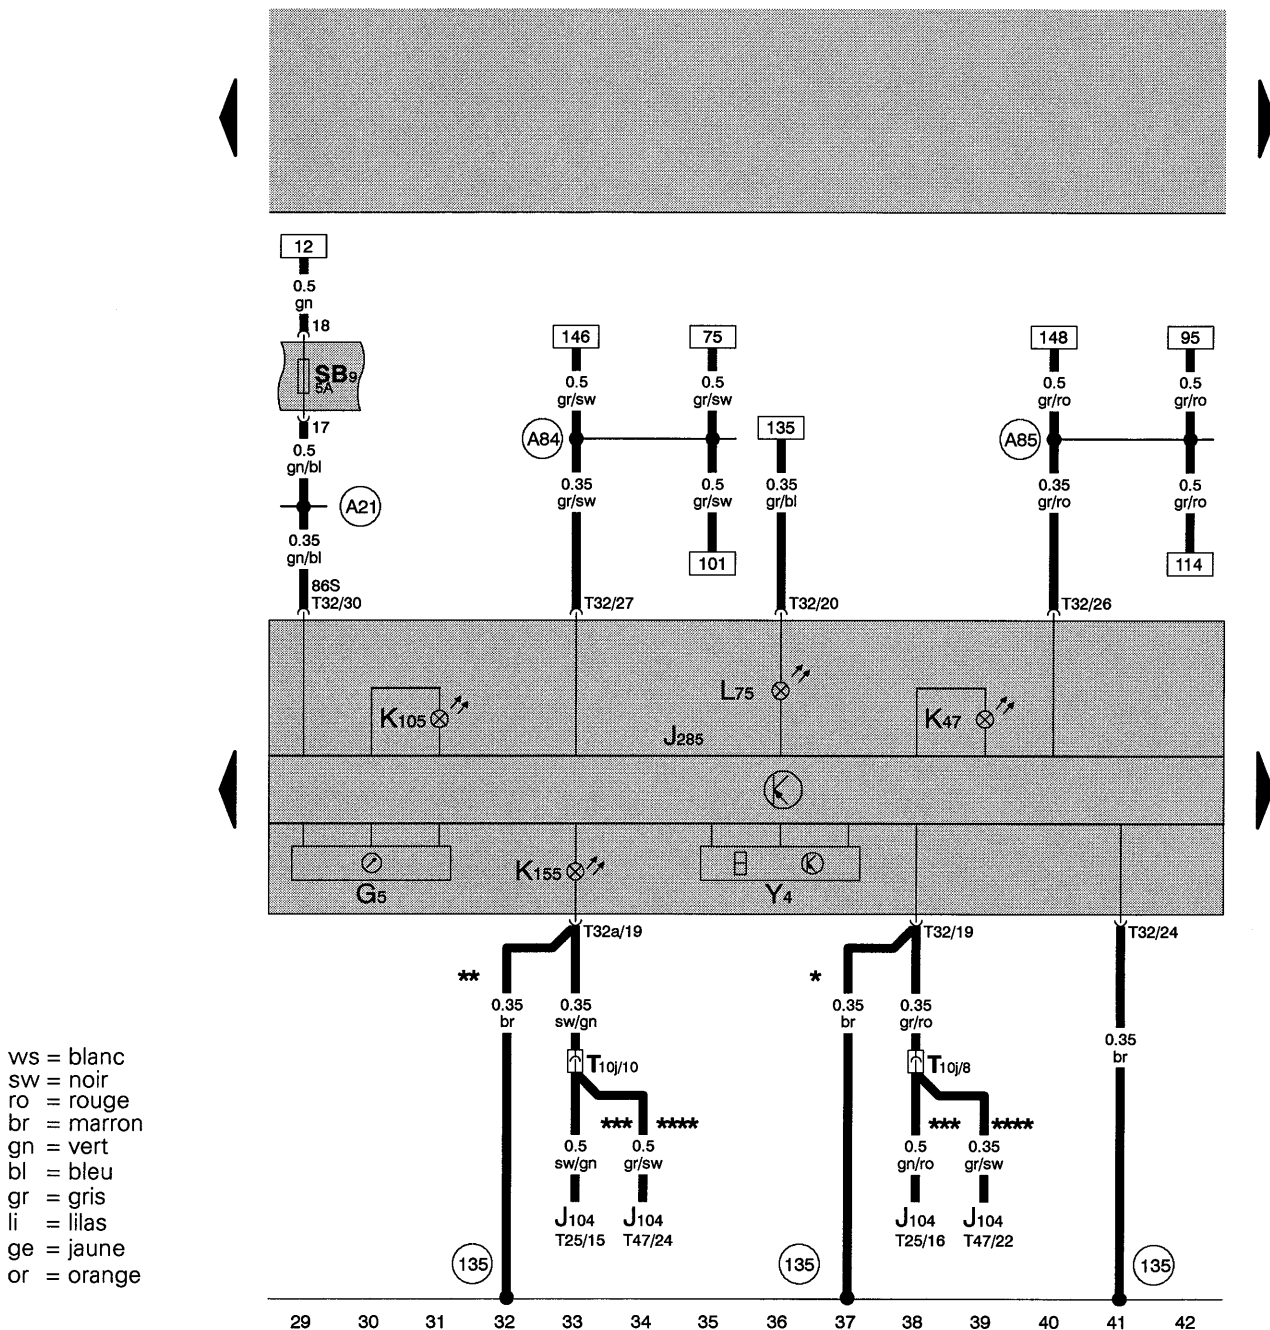 12
0.5
gn
18
SB9
5A
17
0.5
gn/bl
A21
0.35
gn/bl
86S
T32/30
146
0.5
gr/sw
A84
0.35
gr/sw
T32/27
75
0.5
gr/sw
0.5
gr/sw
101
135
0.35
gr/bl
T32/20
148
0.5
gr/ro
A85
0.35
gr/ro
T32/26
95
0.5
gr/ro
0.5
gr/ro
114
K105
L75
J285
K47
G5
K155
Y4
T32a/19
T32/19
T32/24
**
0.35
br
0.35
sw/gn
*
0.35
br
0.35
gr/ro
0.35
br
T10j/10
T10j/8
***
****
***
****
0.5
sw/gn
0.5
gr/sw
0.5
gn/ro
0.35
gr/sw
J104
T25/15
J104
T47/24
J104
T25/16
J104
T47/22
135
135
135
ws = blanc
sw = noir
ro = rouge
br = marron
gn = vert
bl = bleu
gr = gris
li = lilas
ge = jaune
or = orange
29 30 31 32 33 34 35 36 37 38 39 40 41 42